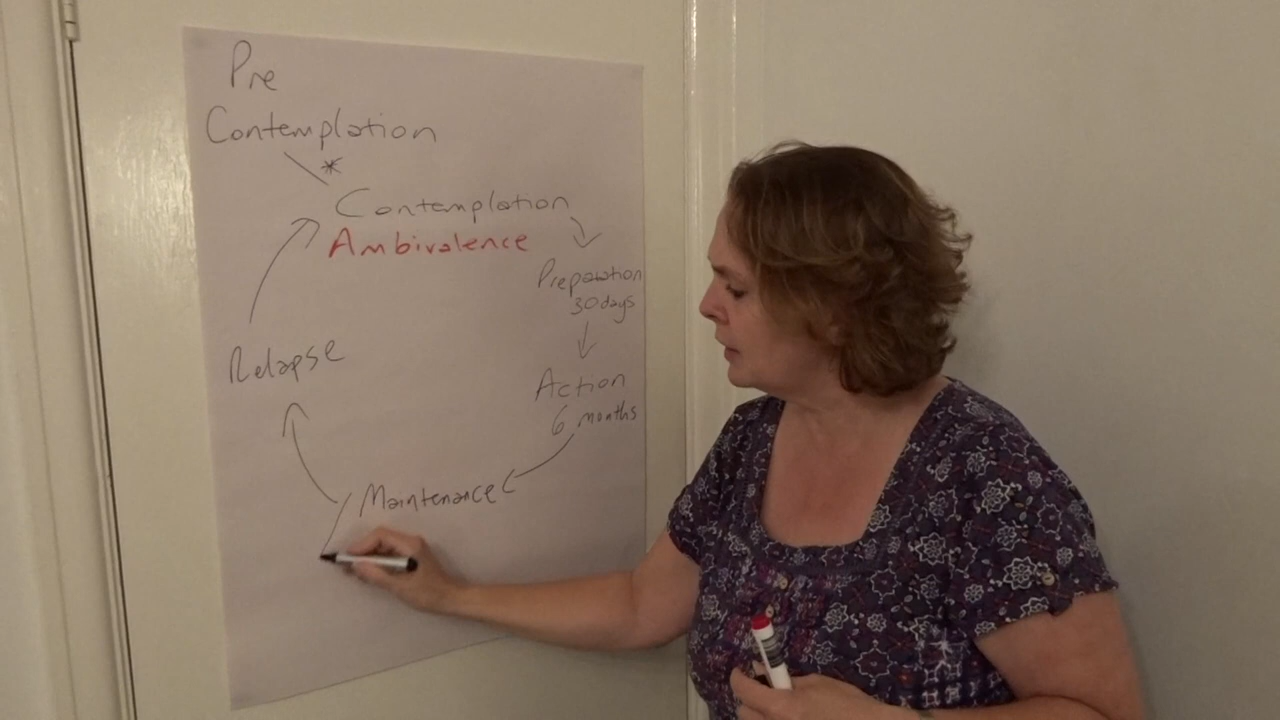 Pre
Contemplation
*
Contemplation
Ambivalence
Preparation
30 days
Action
6 months
Maintenance
Relapse